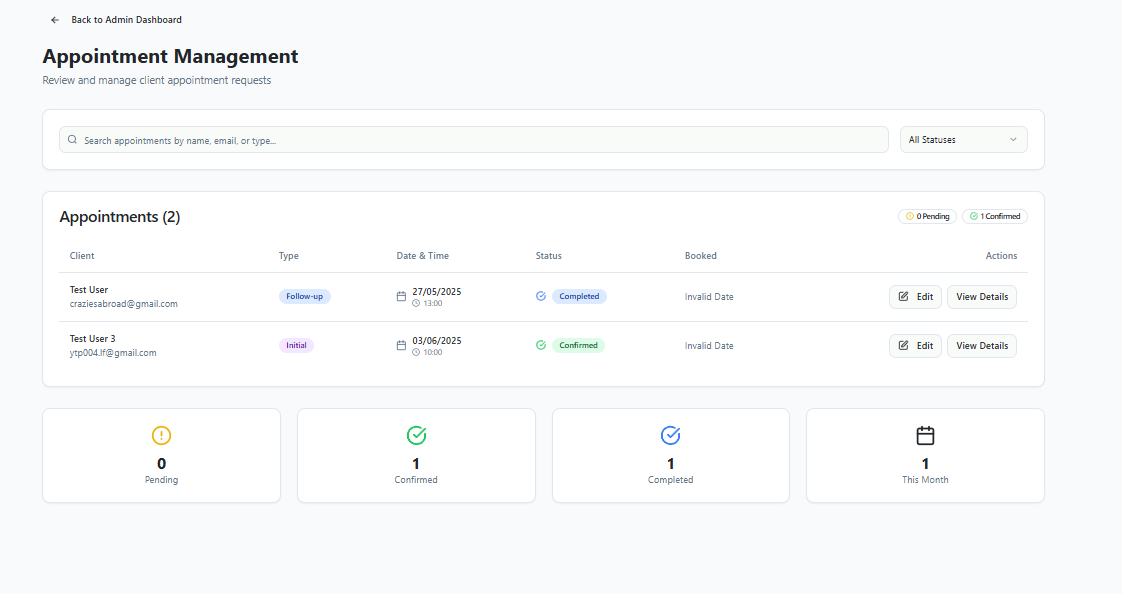 Back to Admin Dashboard
Appointment Management
Review and manage client appointment requests
Search appointments by name, email, or type...
All Statuses
Appointments (2)
0 Pending
1 Confirmed
Client Type Date & Time Status Booked Actions
Test User
craziesabroad@gmail.com
Follow-up
27/05/2025
13:00
Completed
Invalid Date
Edit
View Details
Test User 3
ytp004.lf@gmail.com
Initial
03/06/2025
10:00
Confirmed
Invalid Date
Edit
View Details
0
Pending
1
Confirmed
1
Completed
1
This Month